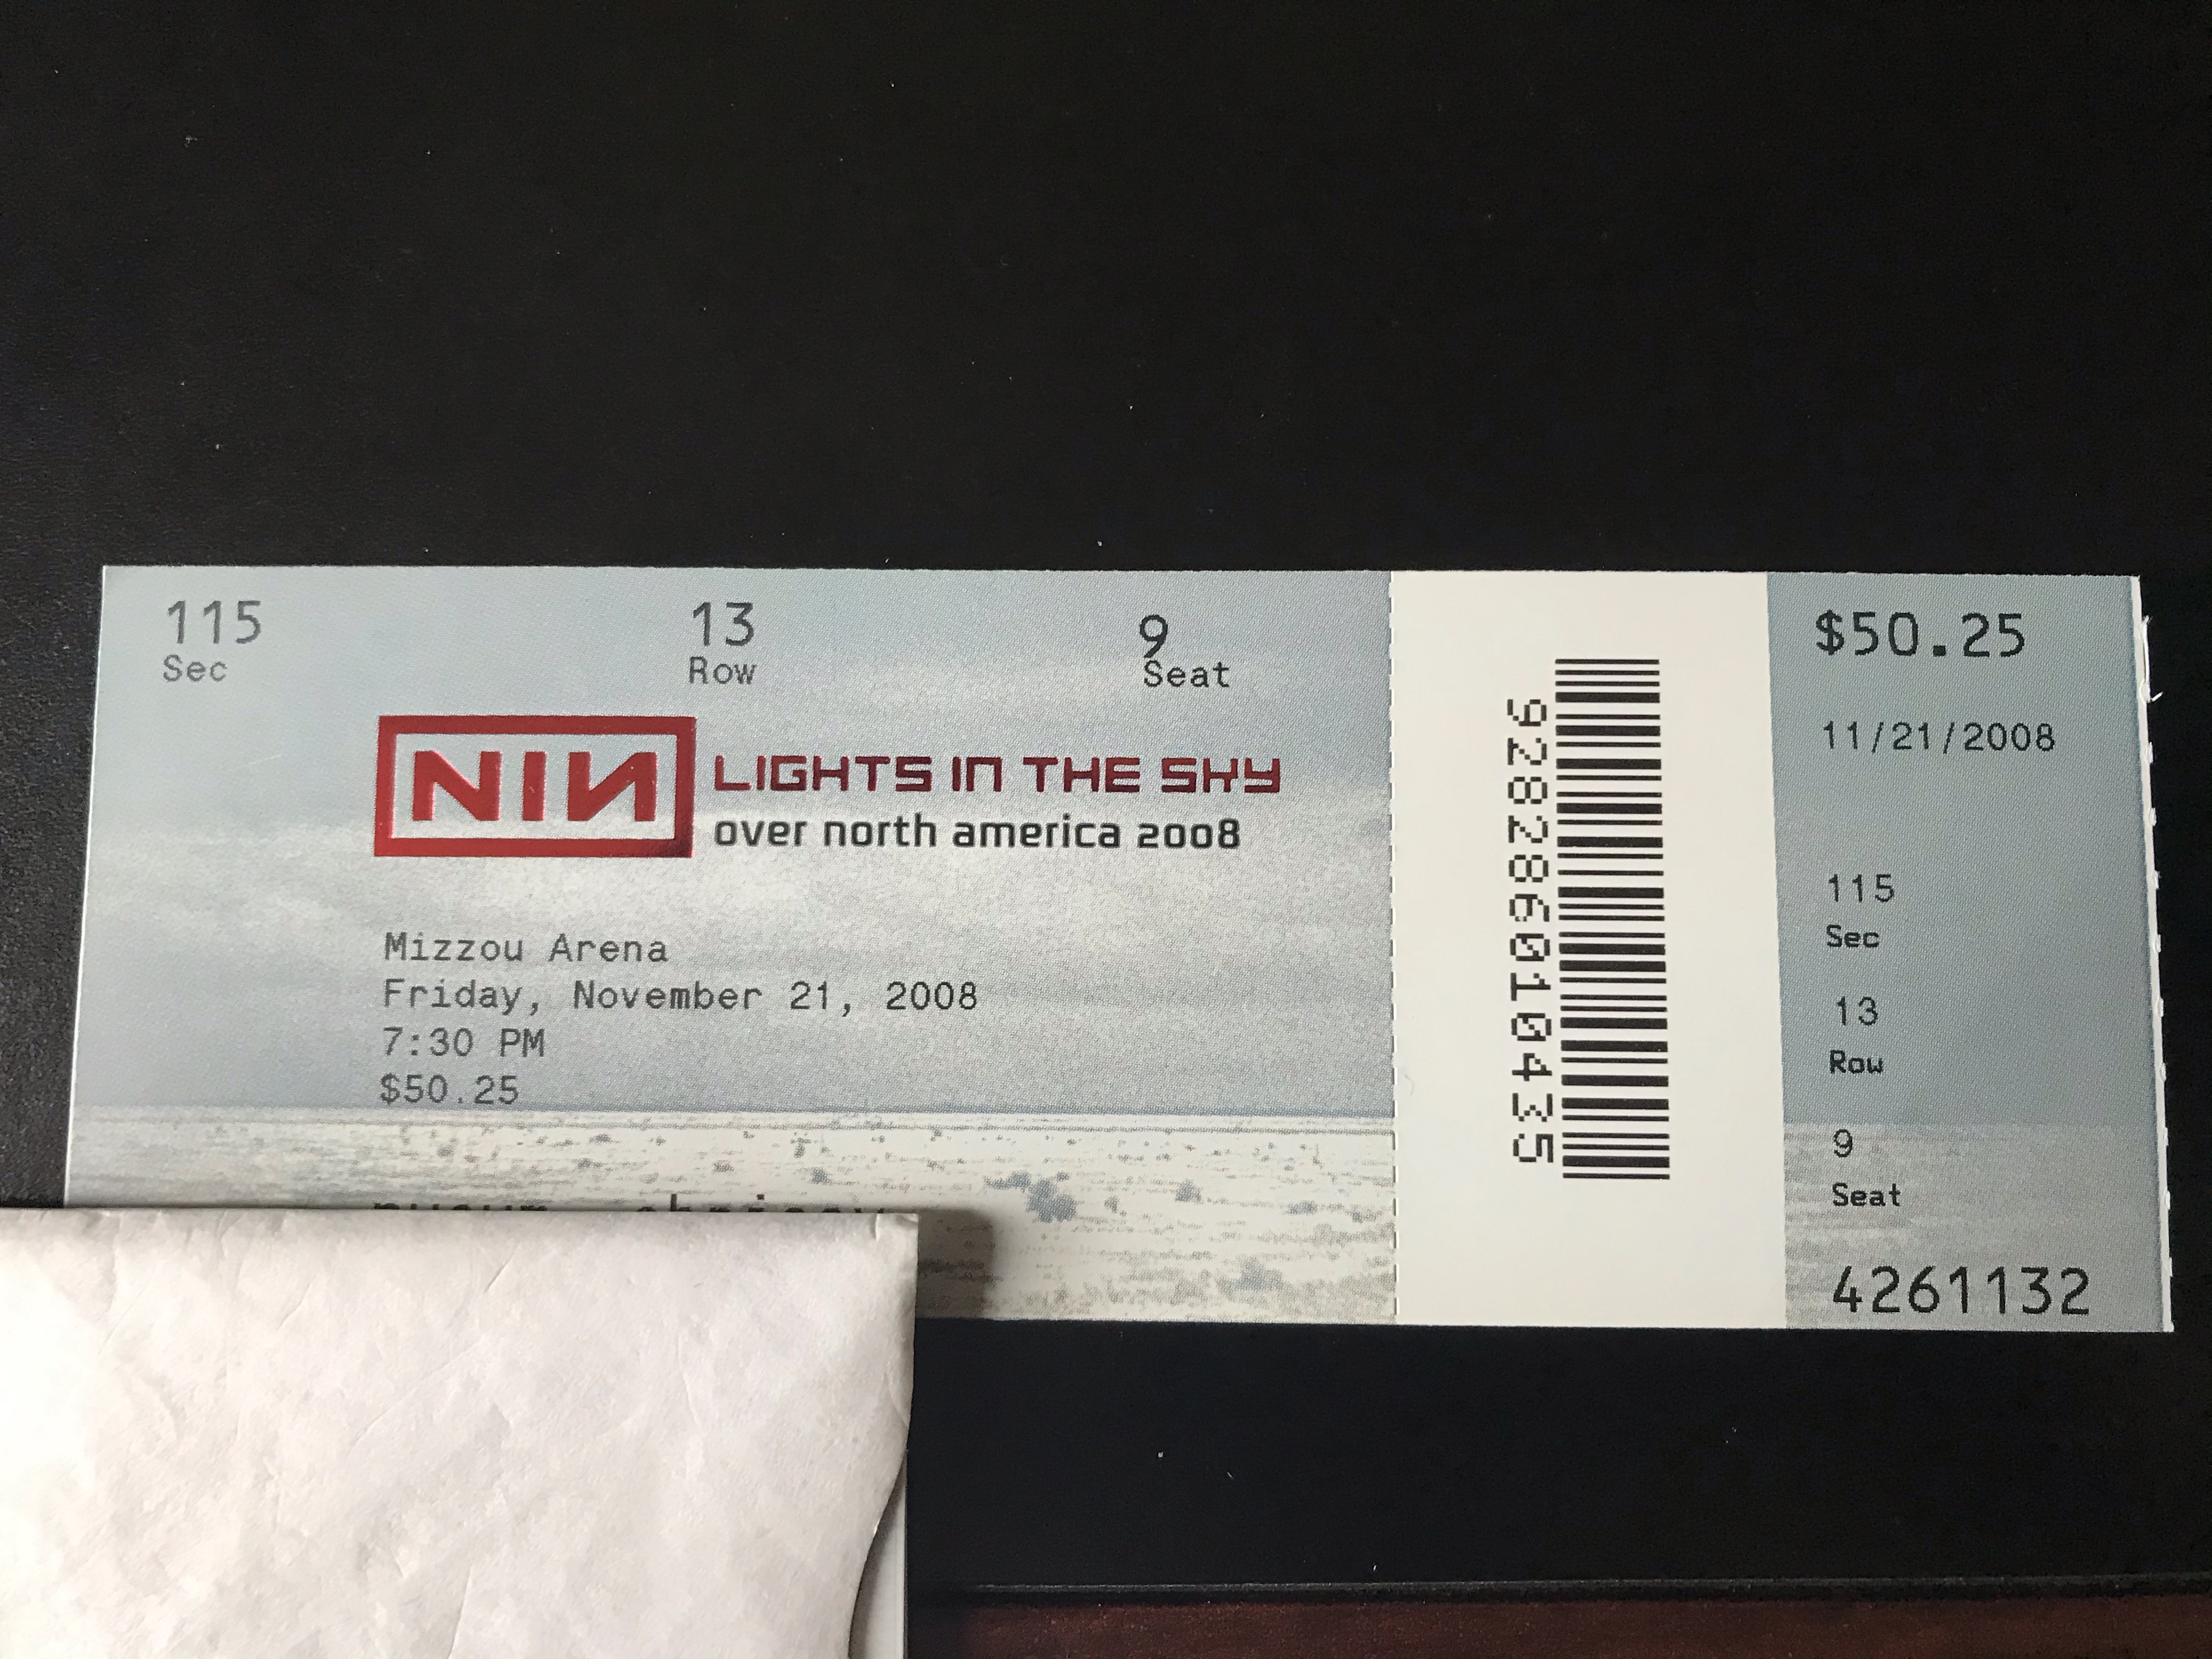 115 13 9
Sec Row Seat
NIN LIGHTS IN THE SKY
over north america 2008
Mizzou Arena
Friday, November 21, 2008
7:30 PM
$50.25
928286010435
$50.25
11/21/2008
115
Sec
13
Row
9
Seat
4261132